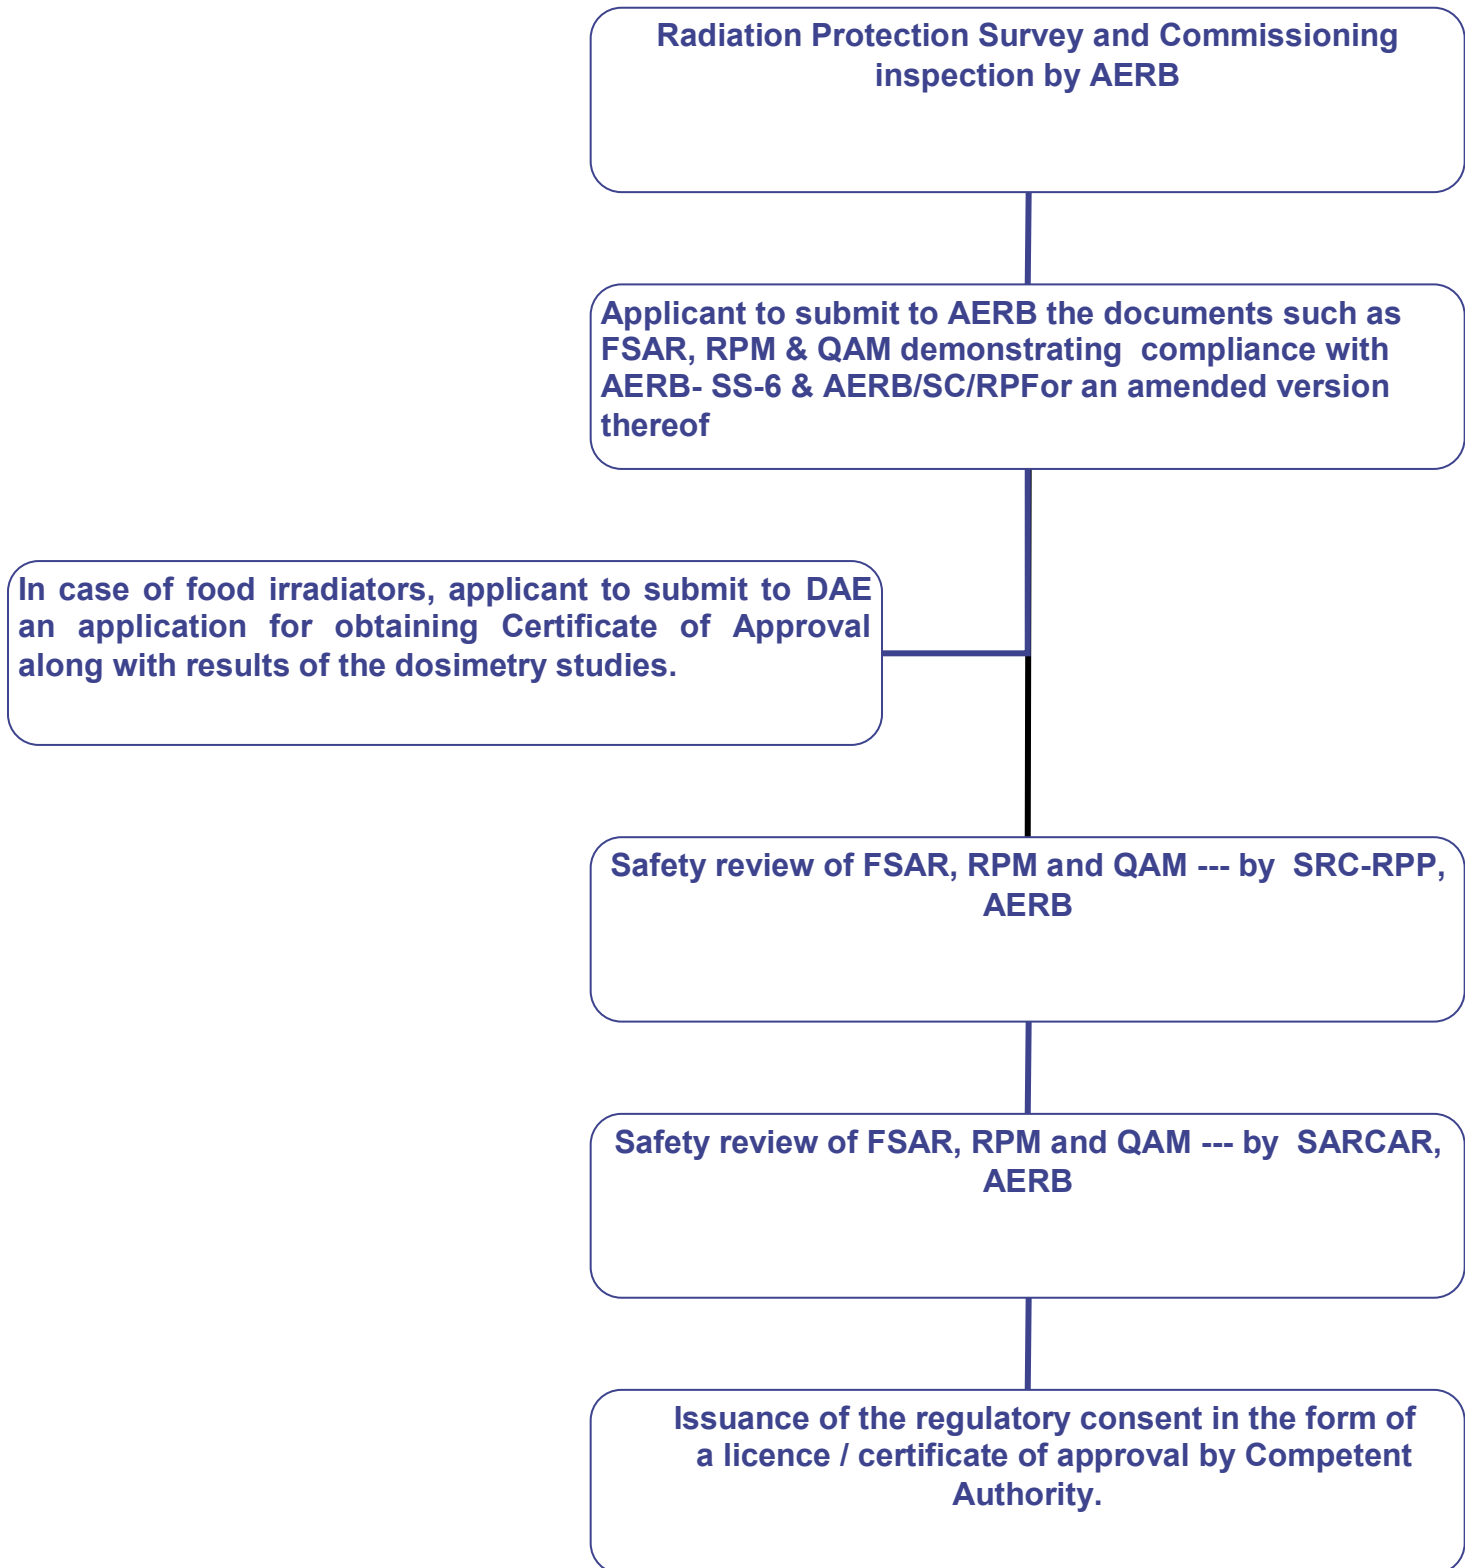 Radiation Protection Survey and Commissioning
inspection by AERB
Applicant to submit to AERB the documents such as
FSAR, RPM & QAM demonstrating compliance with
AERB- SS-6 & AERB/SC/RPFor an amended version
thereof
In case of food irradiators, applicant to submit to DAE
an application for obtaining Certificate of Approval
along with results of the dosimetry studies.
Safety review of FSAR, RPM and QAM --- by SRC-RPP,
AERB
Safety review of FSAR, RPM and QAM --- by SARCAR,
AERB
Issuance of the regulatory consent in the form of
a licence / certificate of approval by Competent
Authority.